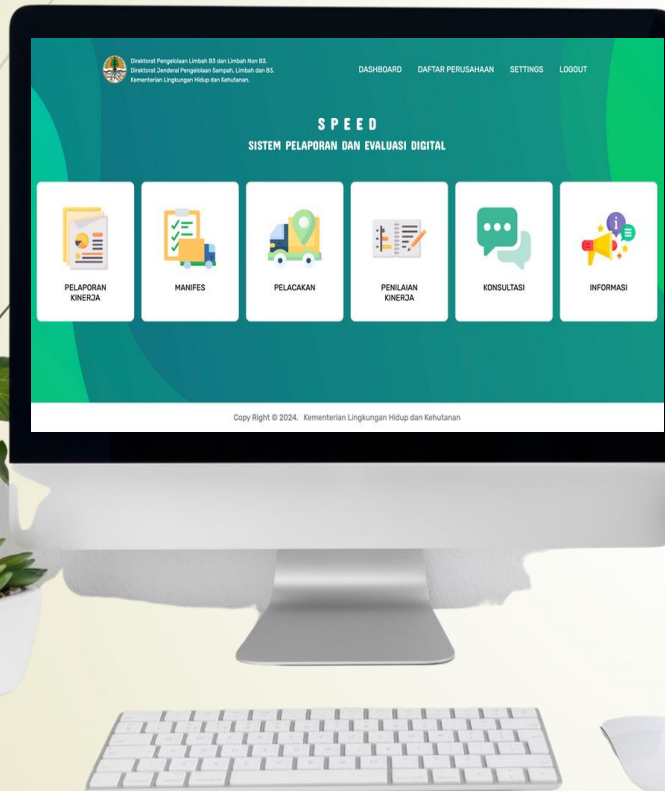 Direktorat Pengelolaan Limbah B3 dan Limbah Non B3.
Direktorat Jenderal Pengelolaan Sampah, Limbah dan B3.
Kementerian Lingkungan Hidup dan Kehutanan.
DASHBOARD DAFTAR PERUSAHAAN SETTINGS LOGOUT
SPEED
SISTEM PELAPORAN DAN EVALUASI DIGITAL
PELAPORAN
KINERJA
MANIFES
PELACAKAN
PENILAIAN
KINERJA
KONSULTASI
INFORMASI
Copy Right © 2024. Kementerian Lingkungan Hidup dan Kehutanan